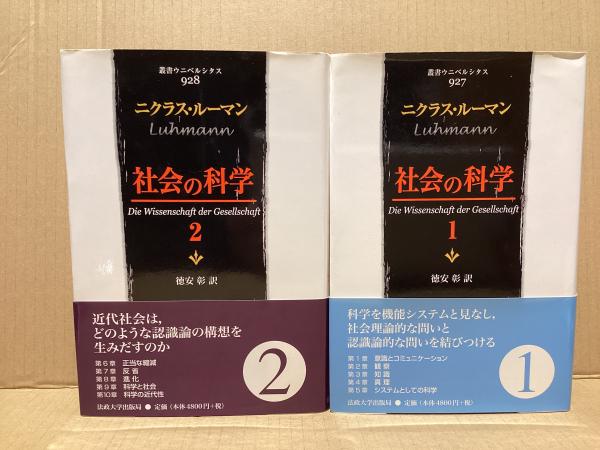 叢書ウニベルシタス
928
ニクラス・ルーマン
Luhmann
社会の科学
Die Wissenschaft der Gesellschaft
2
徳安 彰 訳
近代社会は,
どのような認識論の構想を
生みだすのか
第6章 正当な縮減
第7章 反省
第8章 進化
第9章 科学と社会
第10章 科学の近代性
2
法政大学出版局 ● 定価(本体4800円+税)
叢書ウニベルシタス
927
ニクラス・ルーマン
Luhmann
社会の科学
Die Wissenschaft der Gesellschaft
1
徳安 彰 訳
科学を機能システムと見なし,
社会理論的な問いと
認識論的な問いを結びつける
第1章 意識とコミュニケーション
第2章 観察
第3章 知識
第4章 真理
第5章 システムとしての科学
1
法政大学出版局 ● 定価(本体4800円+税)